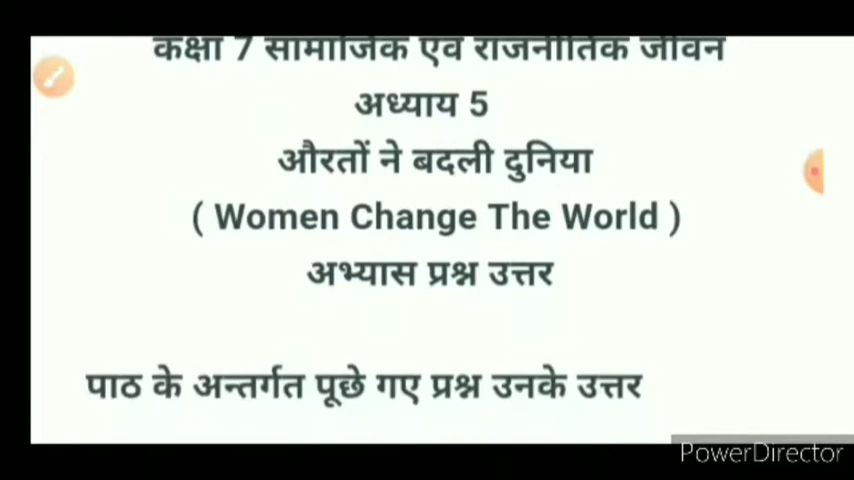 कक्षा 7 सामाजिक एवं राजनीतिक जीवन
अध्याय 5
औरतों ने बदली दुनिया
( Women Change The World )
अभ्यास प्रश्न उत्तर
पाठ के अन्तर्गत पूछे गए प्रश्न उनके उत्तर
PowerDirector